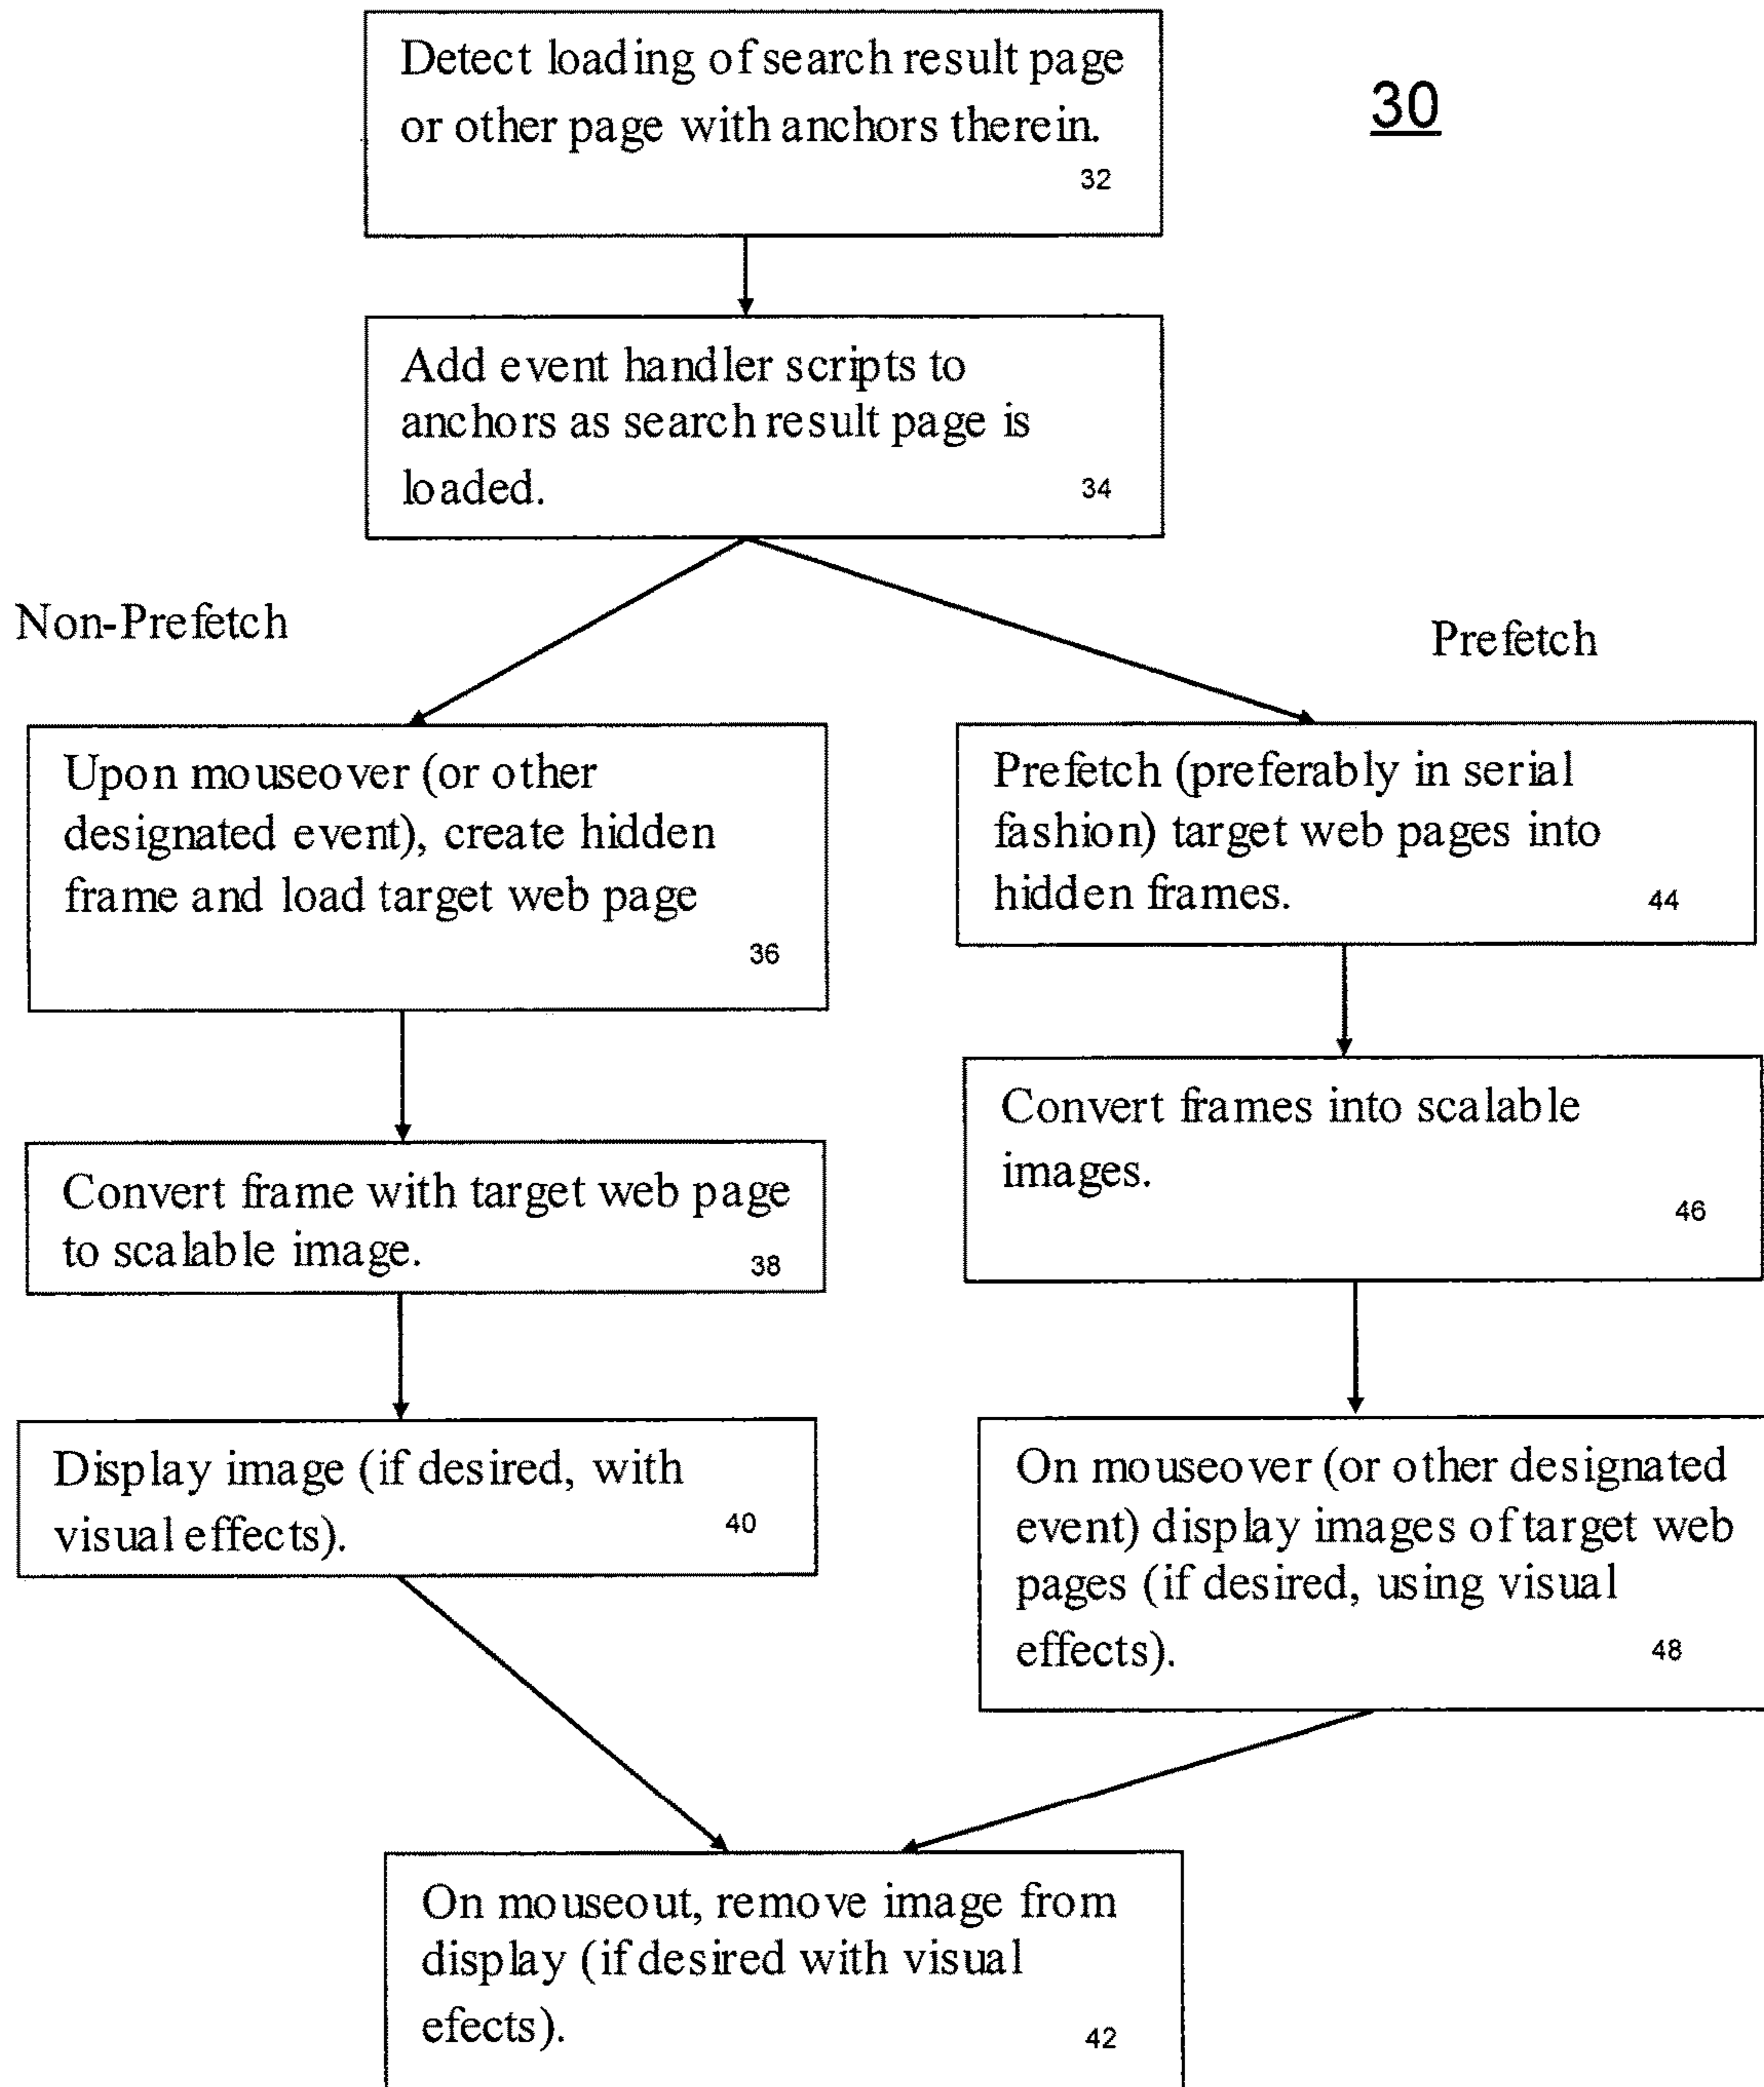 Detect loading of search result page
or other page with anchors therein.
32
30
Add event handler scripts to
anchors as search result page is
loaded.
34
Non-Prefetch
Prefetch
Upon mouseover (or other
designated event), create hidden
frame and load target web page
36
Prefetch (preferably in serial
fashion) target web pages into
hidden frames.
44
Convert frame with target web page
to scalable image.
38
Convert frames into scalable
images.
46
Display image (if desired, with
visual effects).
40
On mouseover (or other designated
event) display images of target web
pages (if desired, using visual
effects).
48
On mouseout, remove image from
display (if desired with visual
efects).
42